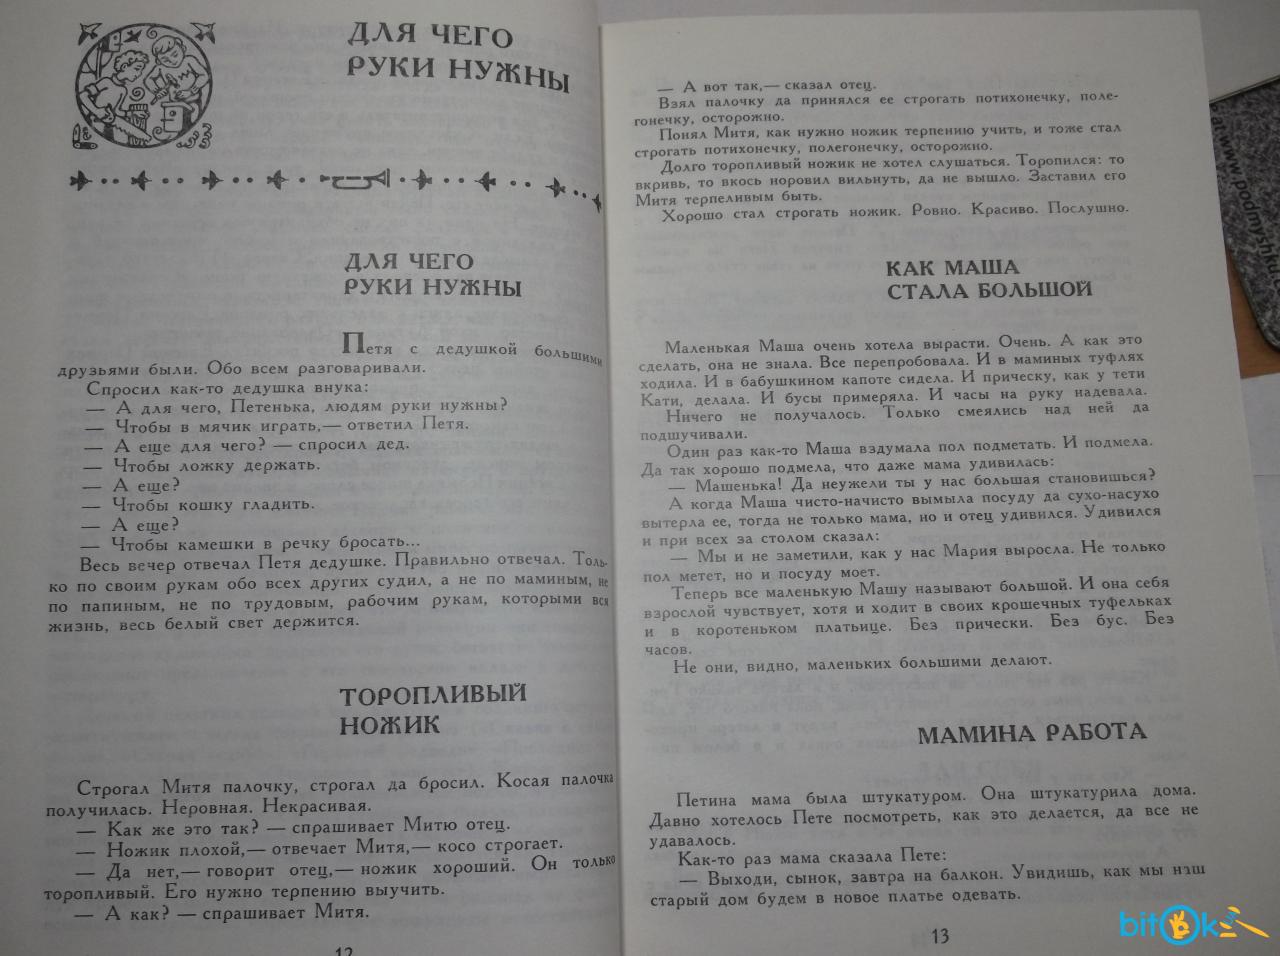 ДЛЯ ЧЕГО
РУКИ НУЖНЫ
ДЛЯ ЧЕГО
РУКИ НУЖНЫ
Петя с дедушкой большими
друзьями были. Обо всем разговаривали.
Спросил как-то дедушка внука:
— А для чего, Петенька, людям руки нужны?
— Чтобы в мячик играть,— ответил Петя.
— А еще для чего? — спросил дед.
— Чтобы ложку держать.
— А еще?
— Чтобы кошку гладить.
— А еще?
— Чтобы камешки в речку бросать...
Весь вечер отвечал Петя дедушке. Правильно отвечал. Толь-
ко по своим рукам обо всех других судил, а не по маминым, не
по папиным, не по трудовым, рабочим рукам, которыми вся
жизнь, весь белый свет держится.
ТОРОПЛИВЫЙ
НОЖИК
Строгал Митя палочку, строгал да бросил. Косая палочка
получилась. Неровная. Некрасивая.
— Как же это так? — спрашивает Митю отец.
— Ножик плохой,— отвечает Митя,— косо строгает.
— Да нет,— говорит отец,— ножик хороший. Он только
торопливый. Его нужно терпению выучить.
— А как? — спрашивает Митя.
12
— А вот так,— сказал отец.
Взял палочку да принялся ее строгать потихонечку, поле-
гонечку, осторожно.
Понял Митя, как нужно ножик терпению учить, и тоже стал
строгать потихонечку, полегонечку, осторожно.
Долго торопливый ножик не хотел слушаться. Торопился: то
вкривь, то вкось норовил вильнуть, да не вышло. Заставил его
Митя терпеливым быть.
Хорошо стал строгать ножик. Ровно. Красиво. Послушно.
КАК МАША
СТАЛА БОЛЬШОЙ
Маленькая Маша очень хотела вырасти. Очень. А как это
сделать, она не знала. Все перепробовала. И в маминых туфлях
ходила. И в бабушкином капоте сидела. И прическу, как у тети
Кати, делала. И бусы примеряла. И часы на руку надевала.
Ничего не получалось. Только смеялись над ней да
подшучивали.
Один раз как-то Маша вздумала пол подметать. И подмела.
Да так хорошо подмела, что даже мама удивилась:
— Машенька! Да неужели ты у нас большая становишься?
А когда Маша чисто-начисто вымыла посуду да сухо-насухо
вытерла ее, тогда не только мама, но и отец удивился. Удивился
и при всех за столом сказал:
— Мы и не заметили, как у нас Мария выросла. Не только
пол метет, но и посуду моет.
Теперь все маленькую Машу называют большой. И она себя
взрослой чувствует, хотя и ходит в своих крошечных туфельках
и в коротеньком платьице. Без прически. Без бус. Без
часов.
Не они, видно, маленьких большими делают.
МАМИНА РАБОТА
Петина мама была штукатуром. Она штукатурила дома.
Давно хотелось Пете посмотреть, как это делается, да все не
удавалось.
Как-то раз мама сказала Пете:
— Выходи, сынок, завтра на балкон. Увидишь, как мы наш
старый дом будем в новое платье одевать.
13